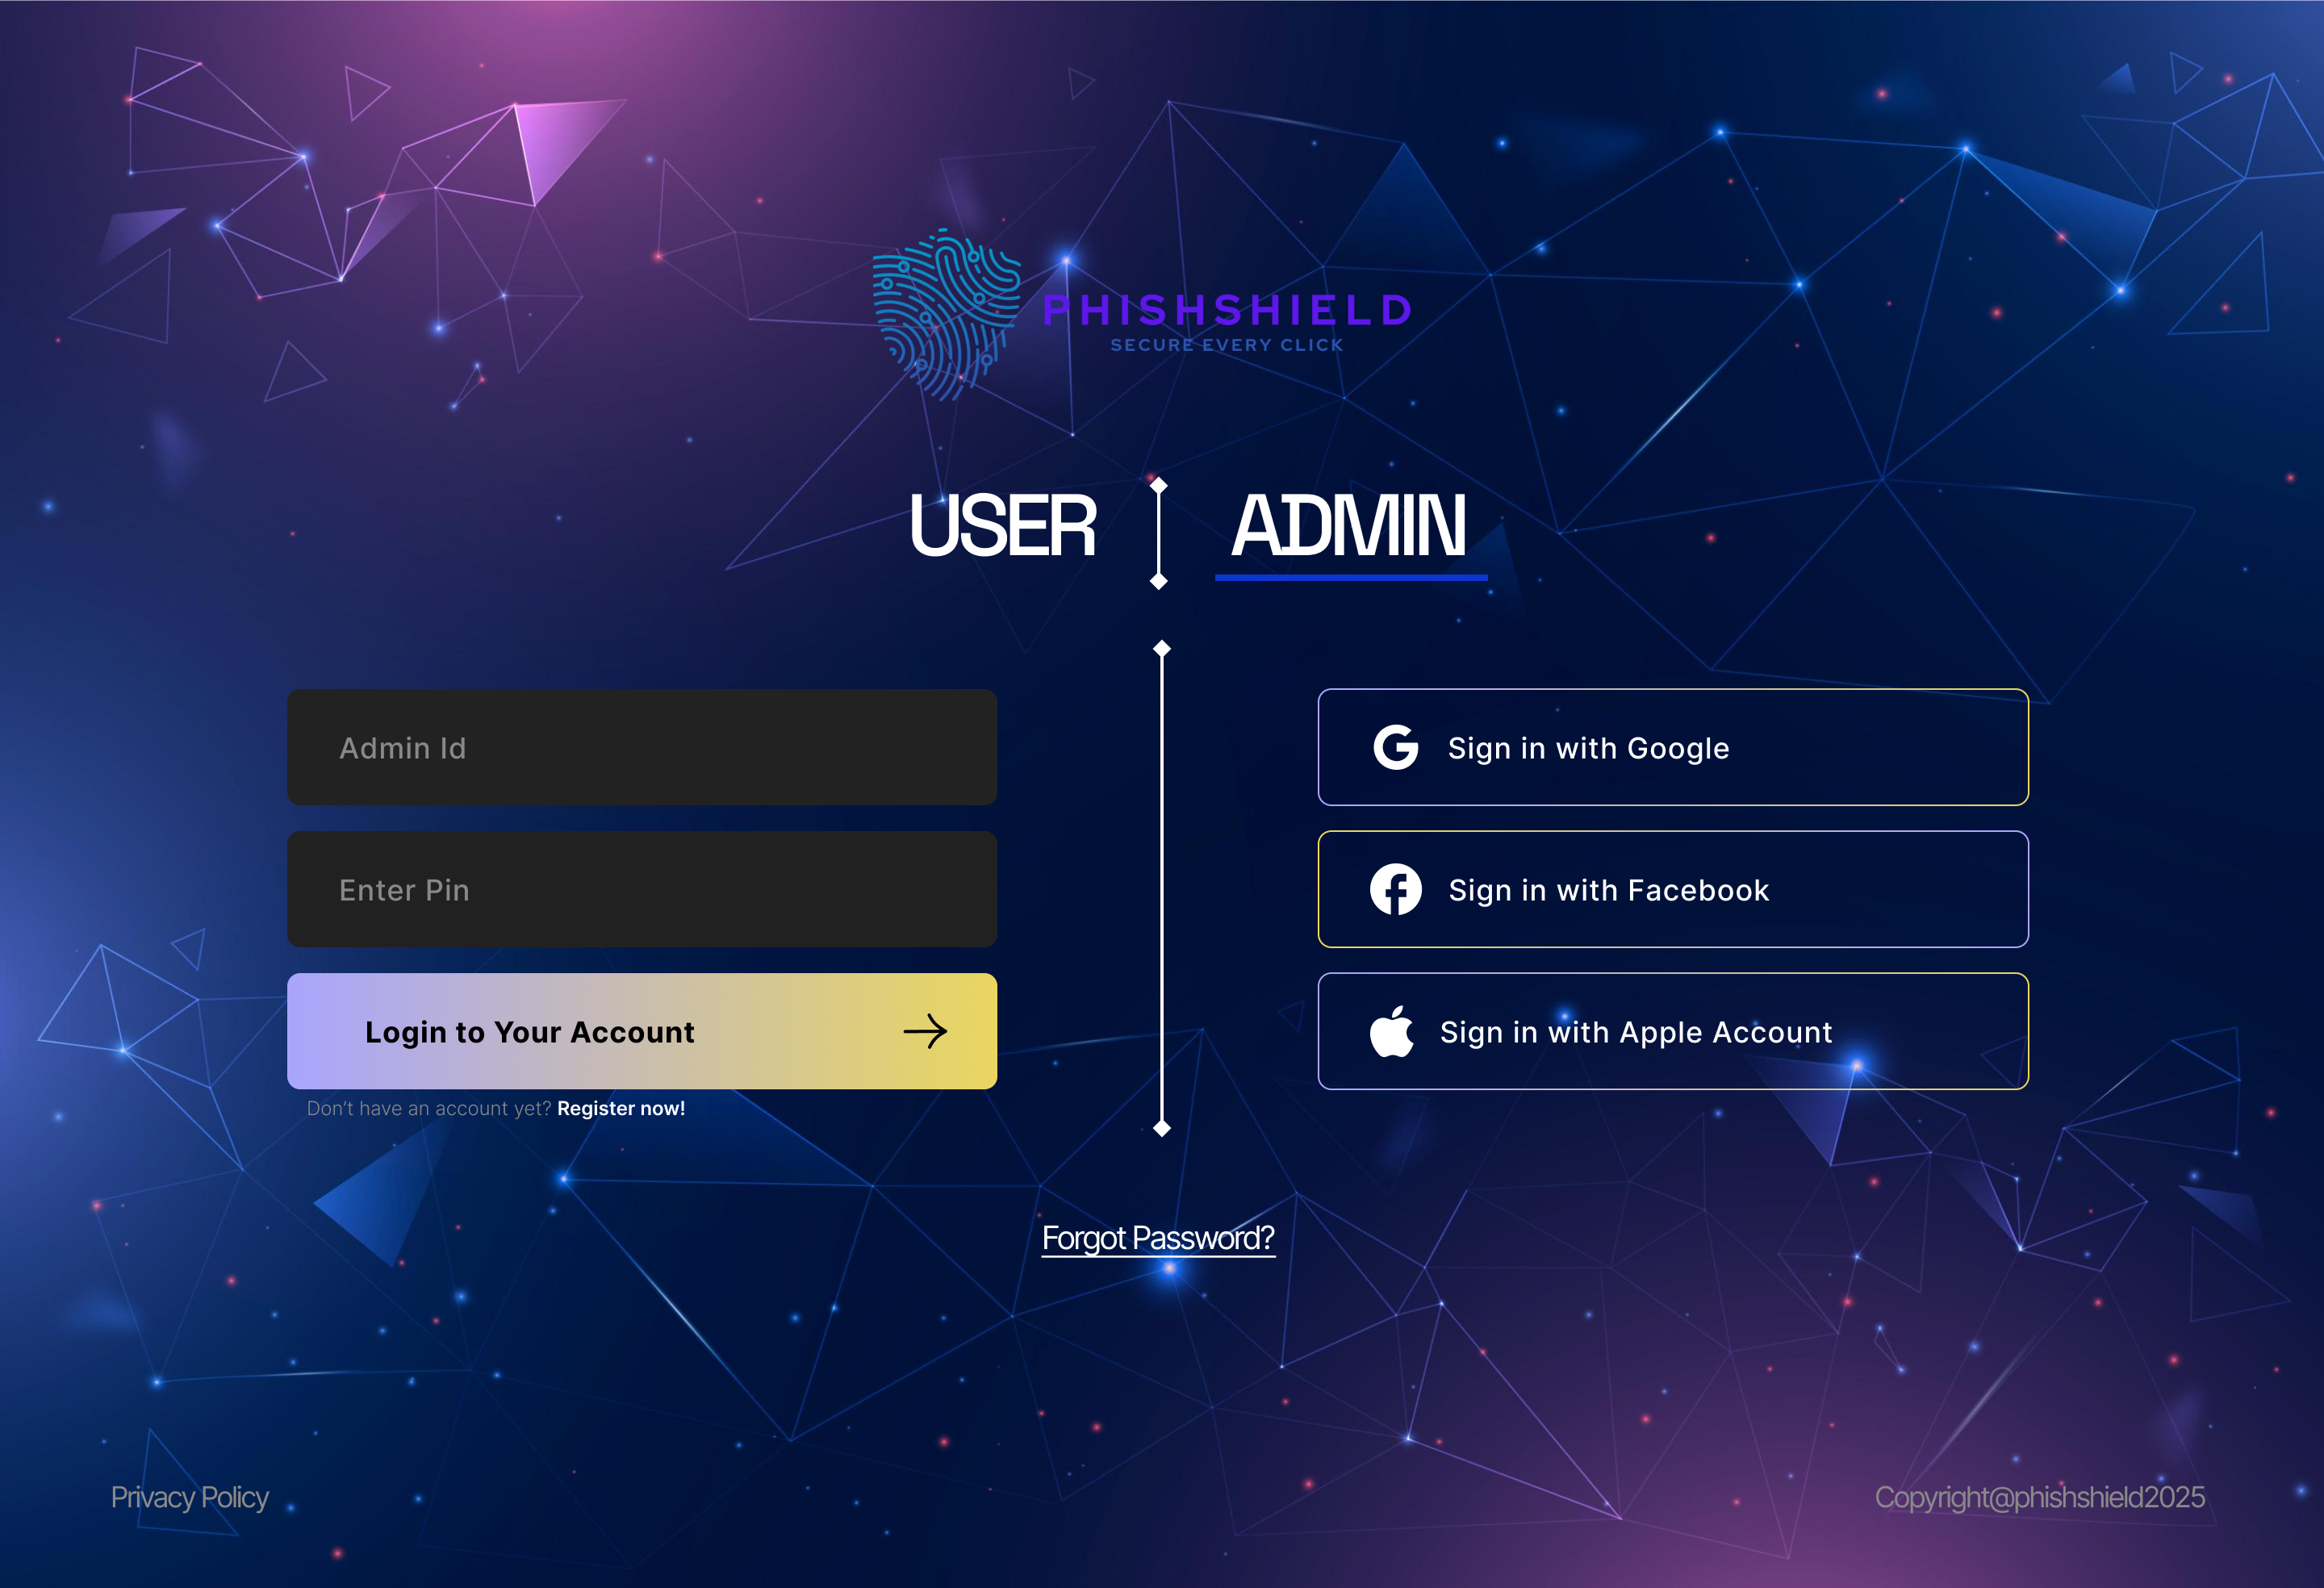 PHISHSHIELD
SECURE EVERY CLICK
USER
ADMIN
Admin Id
Enter Pin
Login to Your Account
Don't have an account yet? Register now!
Sign in with Google
Sign in with Facebook
Sign in with Apple Account
Forgot Password?
Privacy Policy
Copyright@phishshield2025